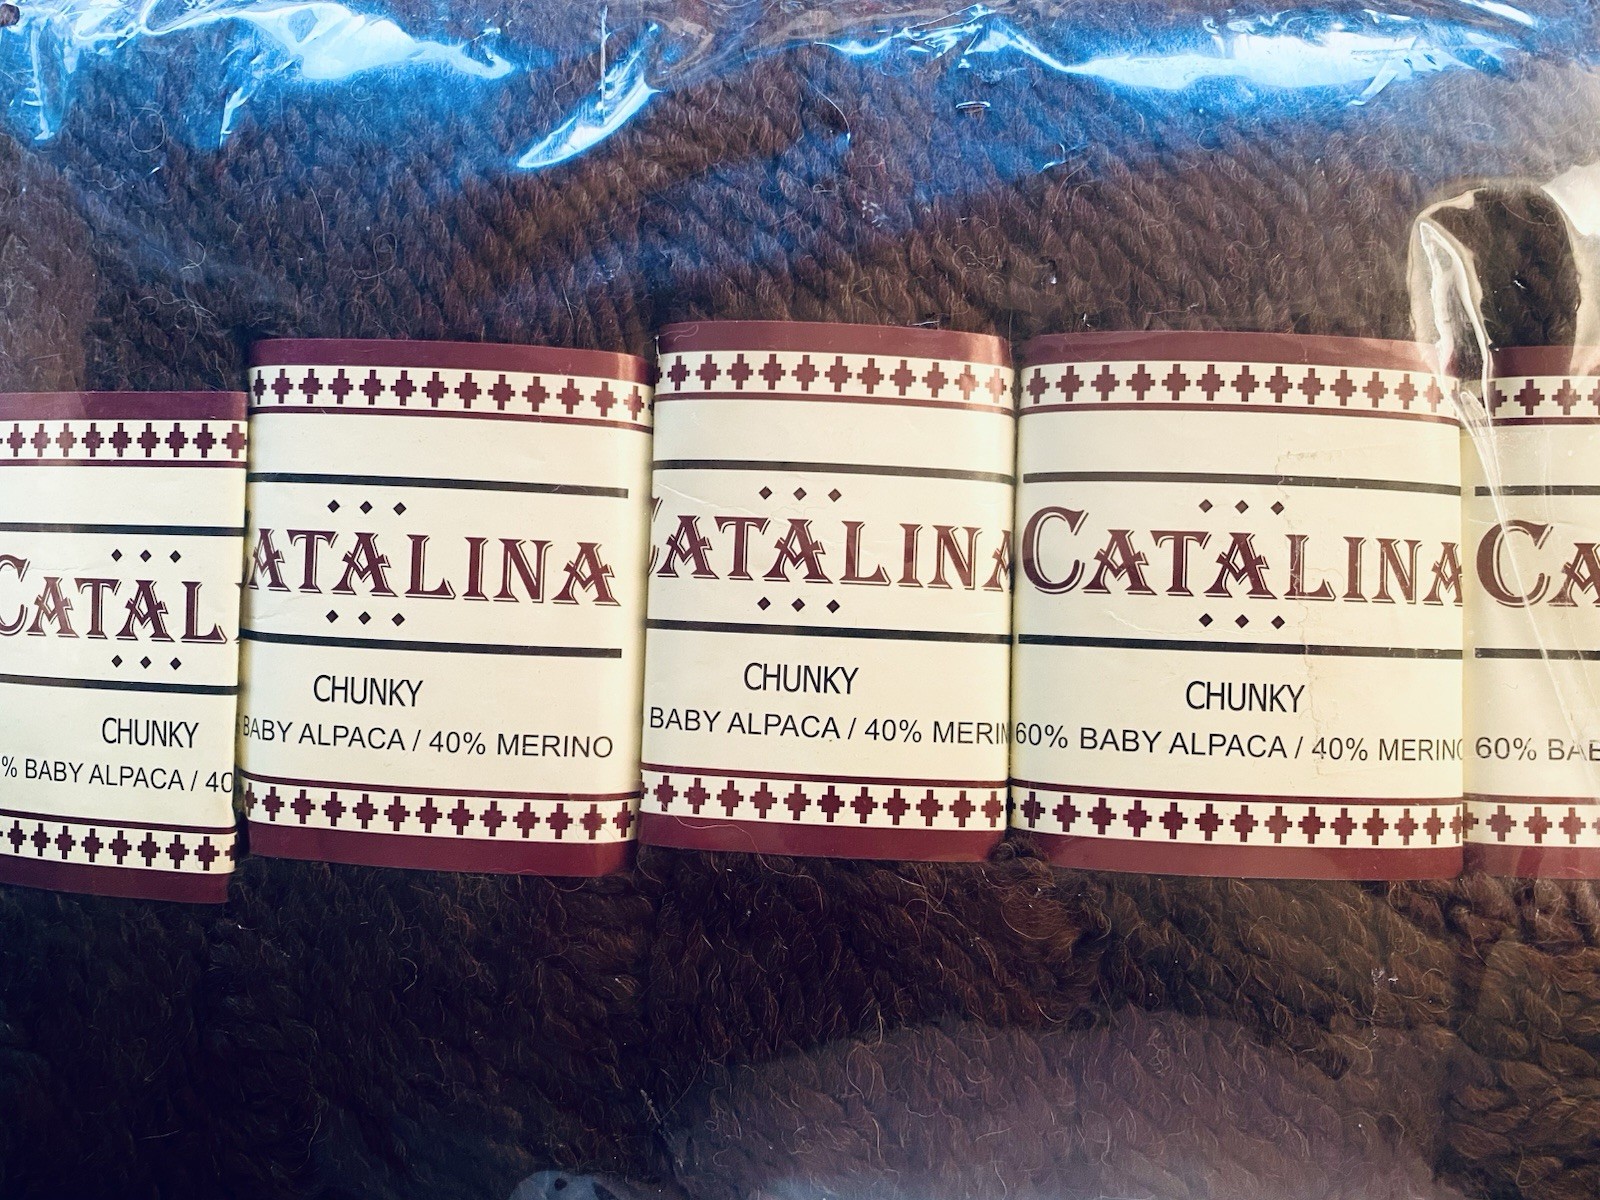 CATAL
CHUNKY
% BABY ALPACA / 40
CATALINA
CHUNKY
BABY ALPACA / 40% MERINO
CATALINA
CHUNKY
BABY ALPACA / 40% MERIN
CATALINA
CHUNKY
60% BABY ALPACA / 40% MERINO
CA
60% BAB